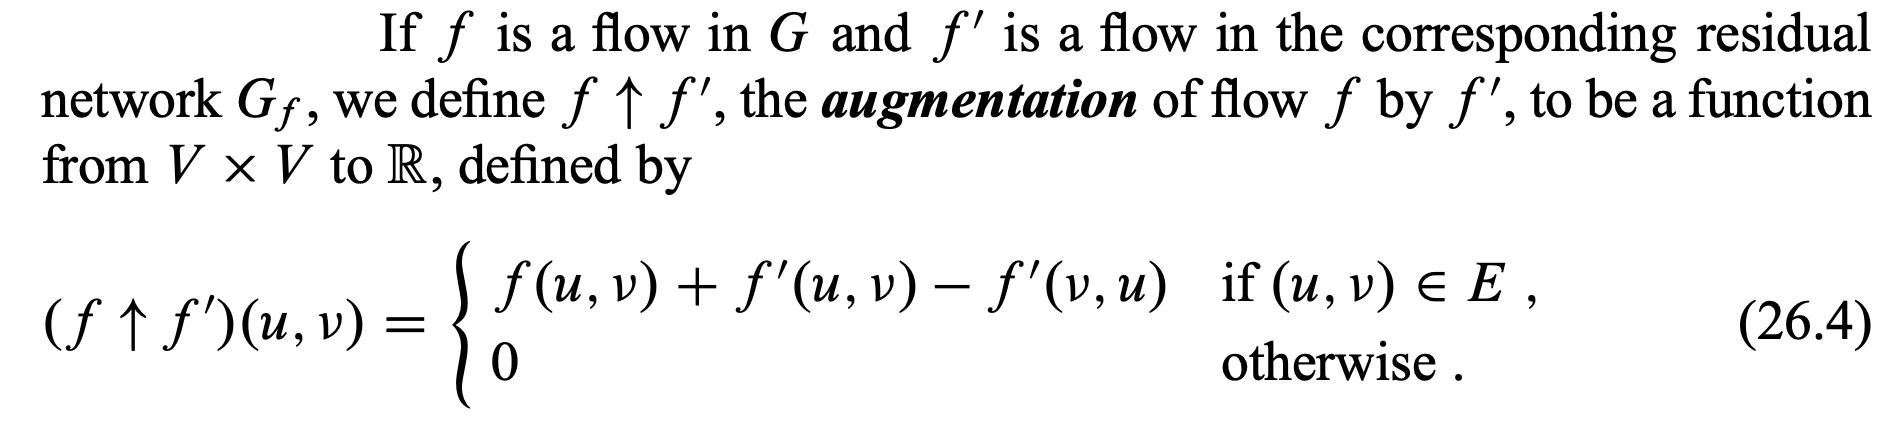 If f is a flow in G and f′ is a flow in the corresponding residual
network G_f, we define f ↑ f′, the augmentation of flow f by f′, to be a function
from V × V to ℝ, defined by
(f ↑ f′)(u, v) = { f(u, v) + f′(u, v) − f′(v, u) if (u, v) ∈ E , (26.4)
0 otherwise .